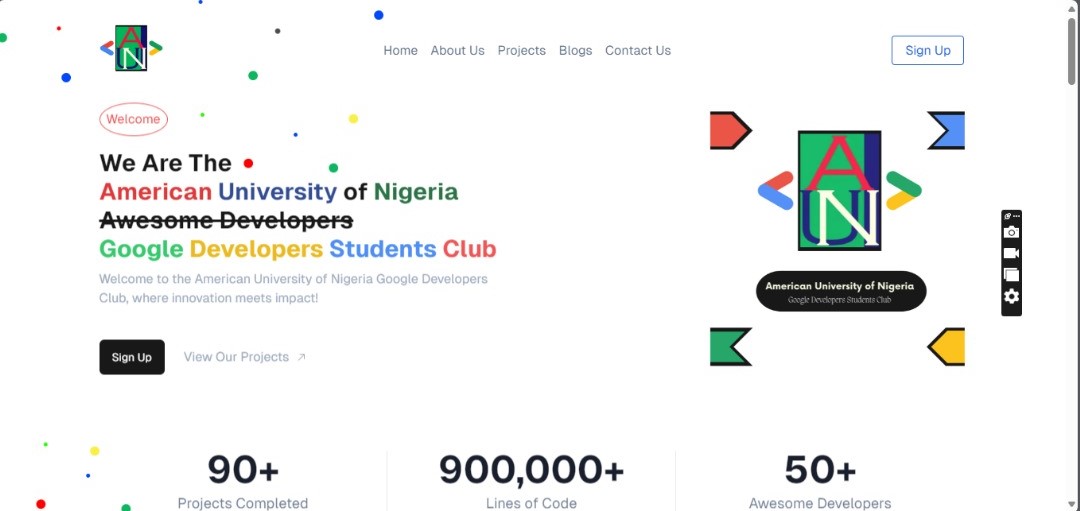 AUN
Home
About Us
Projects
Blogs
Contact Us
Sign Up
Welcome
We Are The
American University of Nigeria
Awesome Developers
Google Developers Students Club
Welcome to the American University of Nigeria Google Developers
Club, where innovation meets impact!
Sign Up
View Our Projects
AUN
American University of Nigeria
Google Developers Students Club
90+
Projects Completed
900,000+
Lines of Code
50+
Awesome Developers